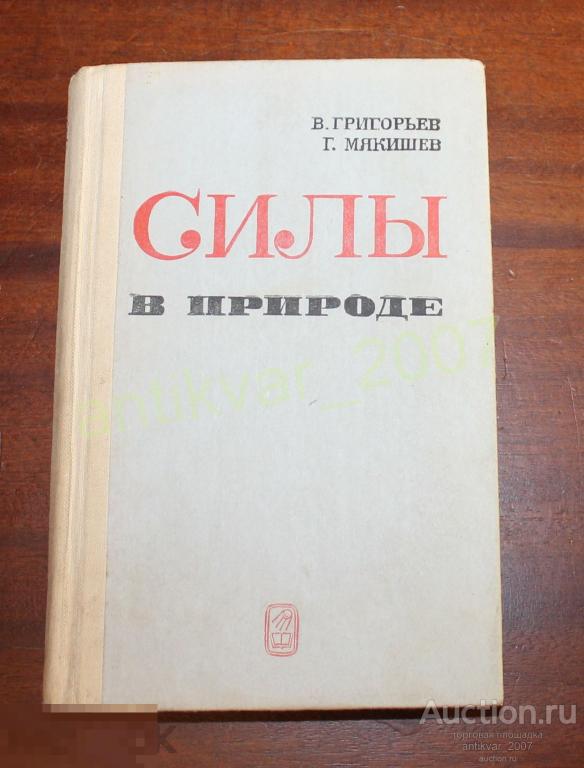 В. ГРИГОРЬЕВ
Г. МЯКИШЕВ
СИЛЫ
В ПРИРОДЕ
antikvar_2007
Auction.ru
торговая площадка
antikvar_2007
auction.ru